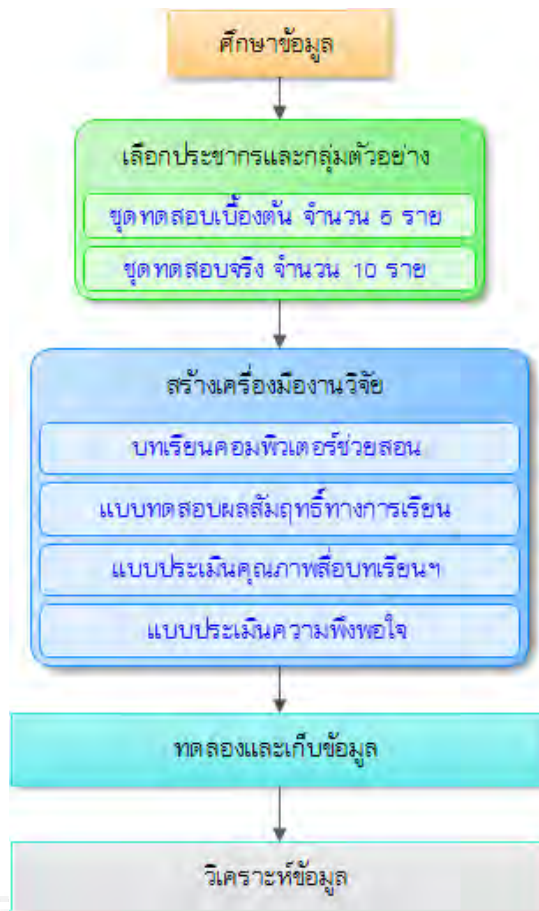 ศึกษาข้อมูล
เลือกประชากรและกลุ่มตัวอย่าง
ชุดทดสอบเบื้องต้น จำนวน 6 ราย
ชุดทดสอบจริง จำนวน 10 ราย
สร้างเครื่องมืองานวิจัย
บทเรียนคอมพิวเตอร์ช่วยสอน
แบบทดสอบผลสัมฤทธิ์ทางการเรียน
แบบประเมินคุณภาพสื่อบทเรียนฯ
แบบประเมินความพึงพอใจ
ทดลองและเก็บข้อมูล
วิเคราะห์ข้อมูล